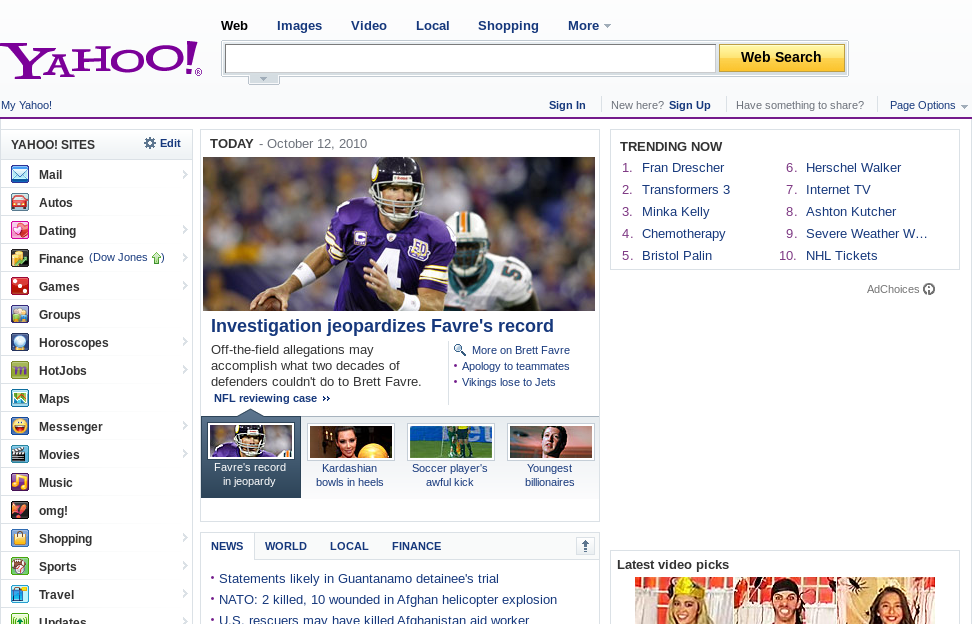 Web Images Video Local Shopping More
YAHOO!®
Web Search
My Yahoo!
Sign In New here? Sign Up Have something to share? Page Options
YAHOO! SITES Edit
Mail
Autos
Dating
Finance (Dow Jones )
Games
Groups
Horoscopes
HotJobs
Maps
Messenger
Movies
Music
omg!
Shopping
Sports
Travel
Updates
TODAY - October 12, 2010
Investigation jeopardizes Favre's record
Off-the-field allegations may
accomplish what two decades of
defenders couldn't do to Brett Favre.
NFL reviewing case
More on Brett Favre
• Apology to teammates
• Vikings lose to Jets
Favre's record
in jeopardy
Kardashian
bowls in heels
Soccer player's
awful kick
Youngest
billionaires
NEWS WORLD LOCAL FINANCE
• Statements likely in Guantanamo detainee's trial
• NATO: 2 killed, 10 wounded in Afghan helicopter explosion
• U.S. rescuers may have killed Afghanistan aid worker
TRENDING NOW
1. Fran Drescher
2. Transformers 3
3. Minka Kelly
4. Chemotherapy
5. Bristol Palin
6. Herschel Walker
7. Internet TV
8. Ashton Kutcher
9. Severe Weather W…
10. NHL Tickets
AdChoices
Latest video picks